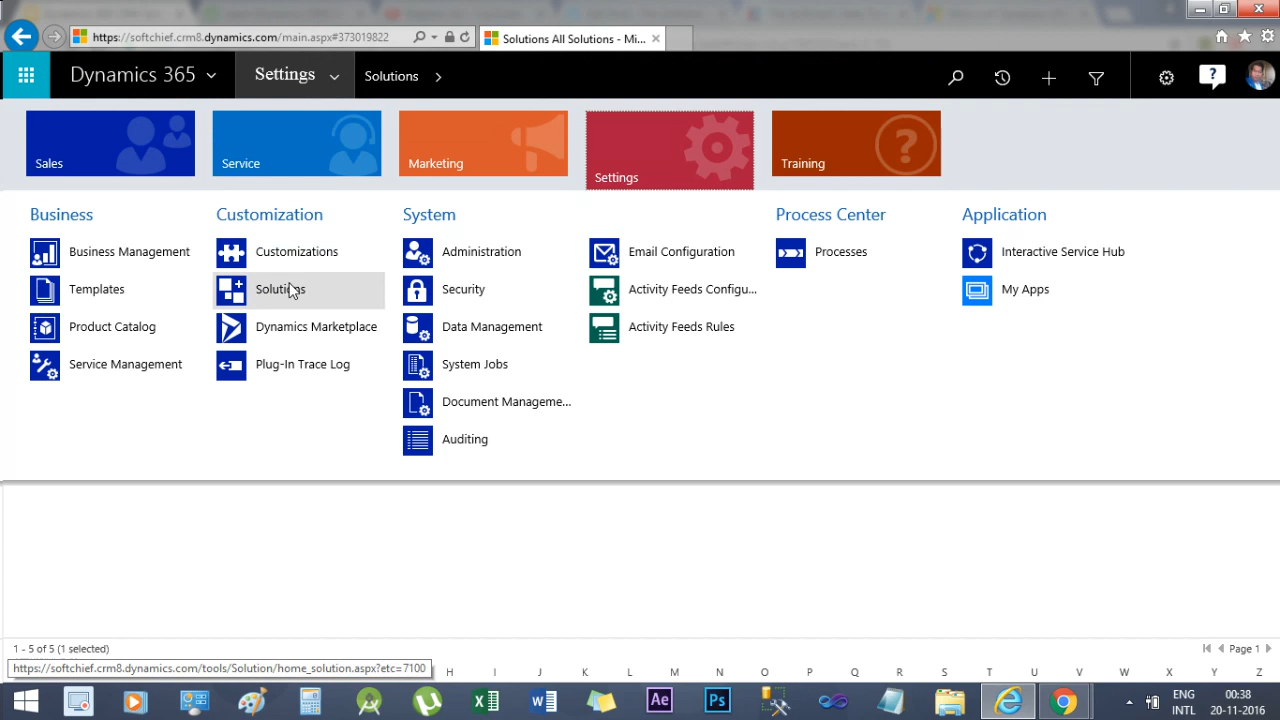 https://softchief.crm8.dynamics.com/main.aspx#373019822
Solutions All Solutions - Mi...
Dynamics 365
Settings
Solutions
?
Sales
Service
Marketing
Settings
Training
Business
Customization
System
Process Center
Application
Business Management
Customizations
Administration
Email Configuration
Processes
Interactive Service Hub
Templates
Solutions
Security
Activity Feeds Configu...
My Apps
Product Catalog
Dynamics Marketplace
Data Management
Activity Feeds Rules
Service Management
Plug-In Trace Log
System Jobs
Document Manageme...
Auditing
1 - 5 of 5 (1 selected)
Page 1
https://softchief.crm8.dynamics.com/tools/Solution/home_solution.aspx?etc=7100
H I J K L M N O P Q R S T U V W X Y Z
Ae
Ps
ENG
INTL
00:38
20-11-2016